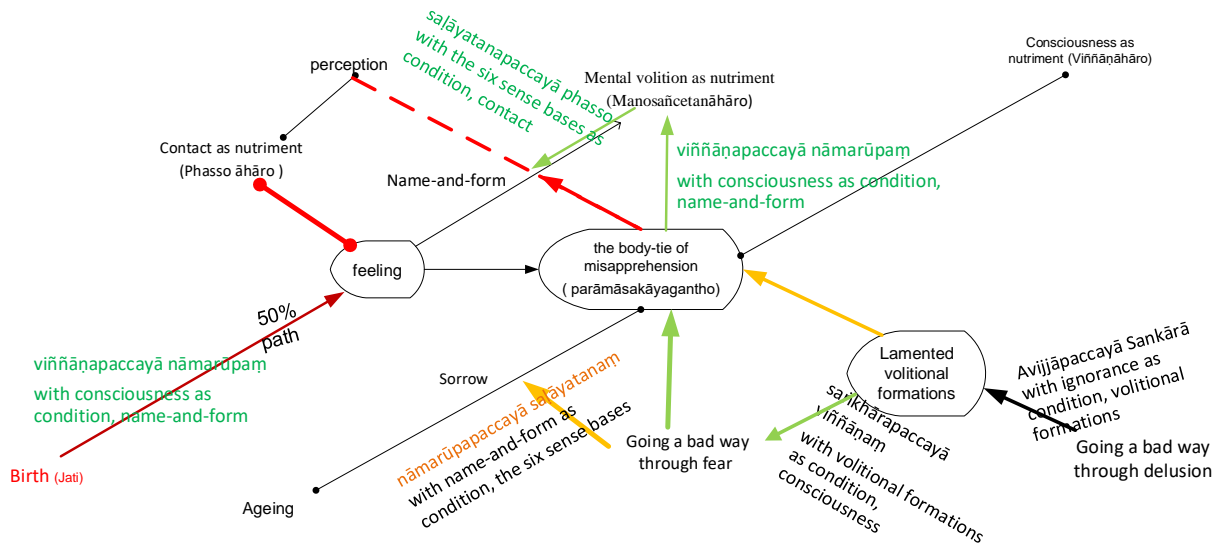 saḷāyatanapaccayā phasso
with the six sense bases as
condition, contact
Consciousness as
nutriment (Viññāṇāhāro)
perception
Mental volition as nutriment
(Manosañcetanāhāro)
Contact as nutriment
(Phasso āhāro )
viññāṇapaccayā nāmarūpaṃ
with consciousness as condition,
name-and-form
Name-and-form
feeling
the body-tie of
misapprehension
( parāmāsakāyagantho)
50%
path
viññāṇapaccayā nāmarūpaṃ
with consciousness as
condition, name-and-form
Sorrow
nāmarūpapaccayā saḷāyatanaṃ
with name-and-form as
condition, the six sense bases
Lamented
volitional
formations
Avijjāpaccayā Sankārā
with ignorance as
condition, volitional
formations
saṅkhārapaccayā
viññāṇaṃ
with volitional formations
as condition,
consciousness
Going a bad way
through fear
Going a bad way
through delusion
Birth (Jati)
Ageing